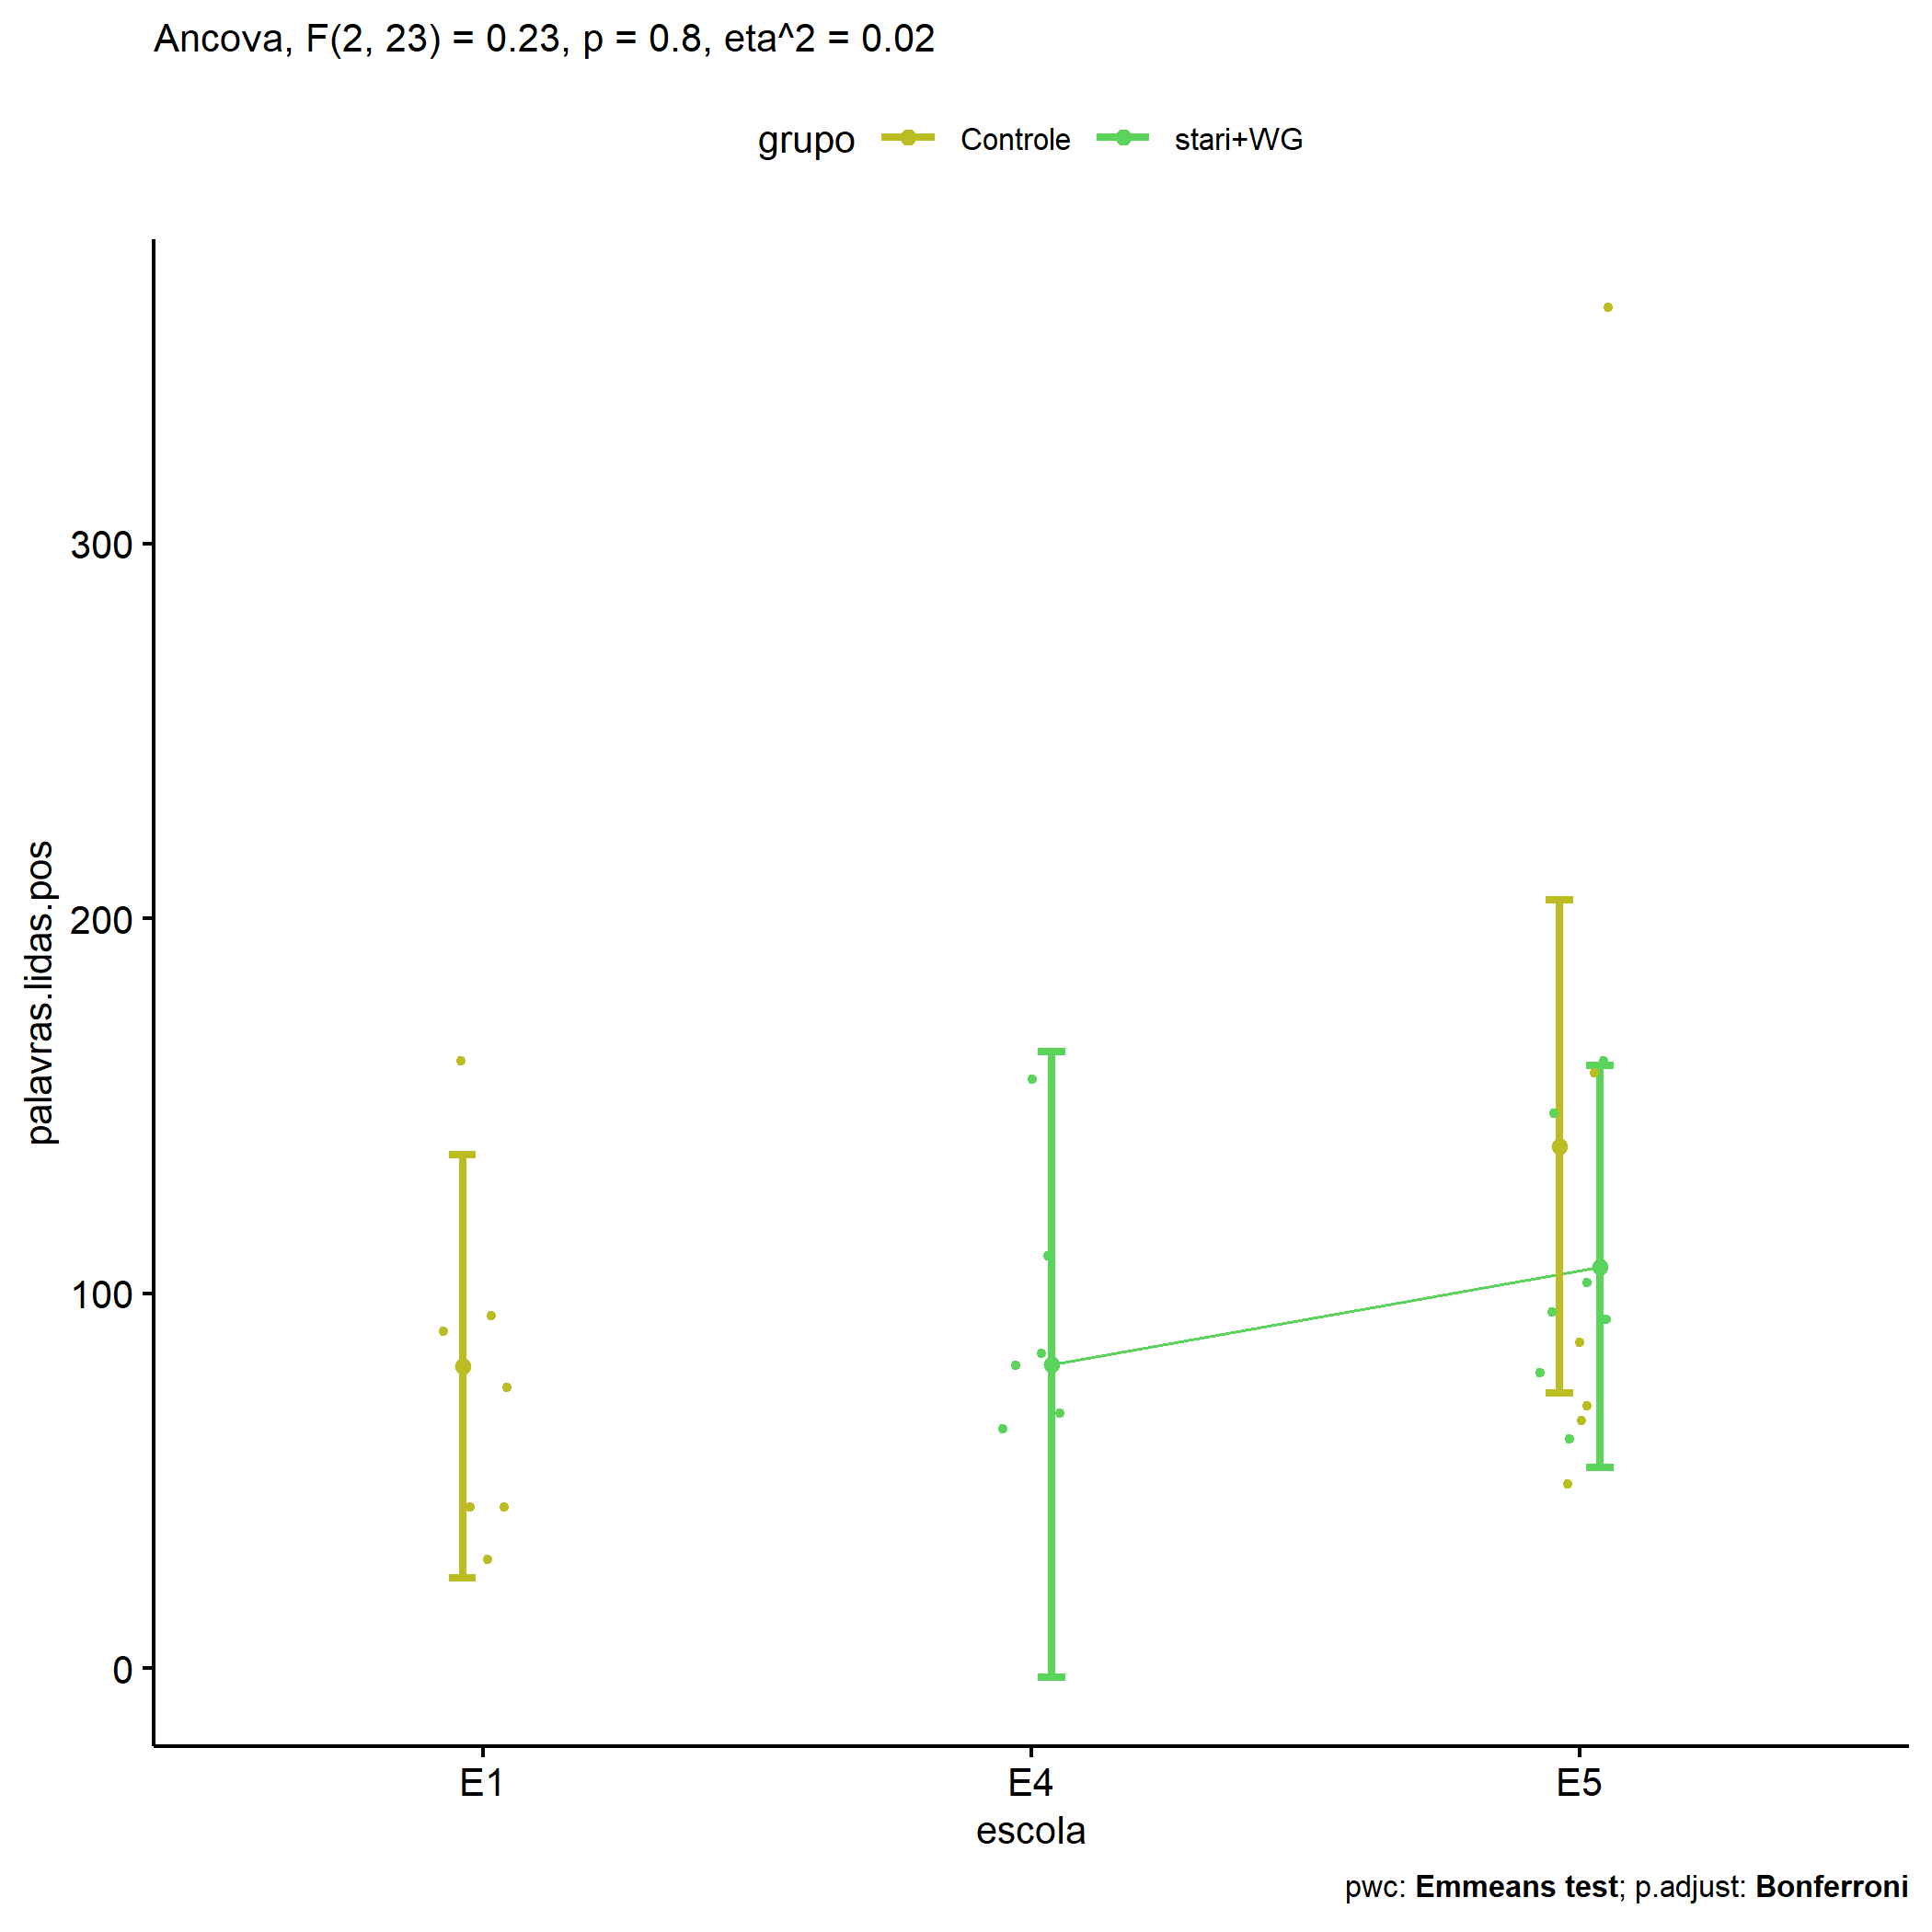 Ancova, F(2, 23) = 0.23, p = 0.8, eta^2 = 0.02
grupo Controle stari+WG
palavras.lidas.pos
300
200
100
0
E1 E4 E5
escola
pwc: Emmeans test; p.adjust: Bonferroni